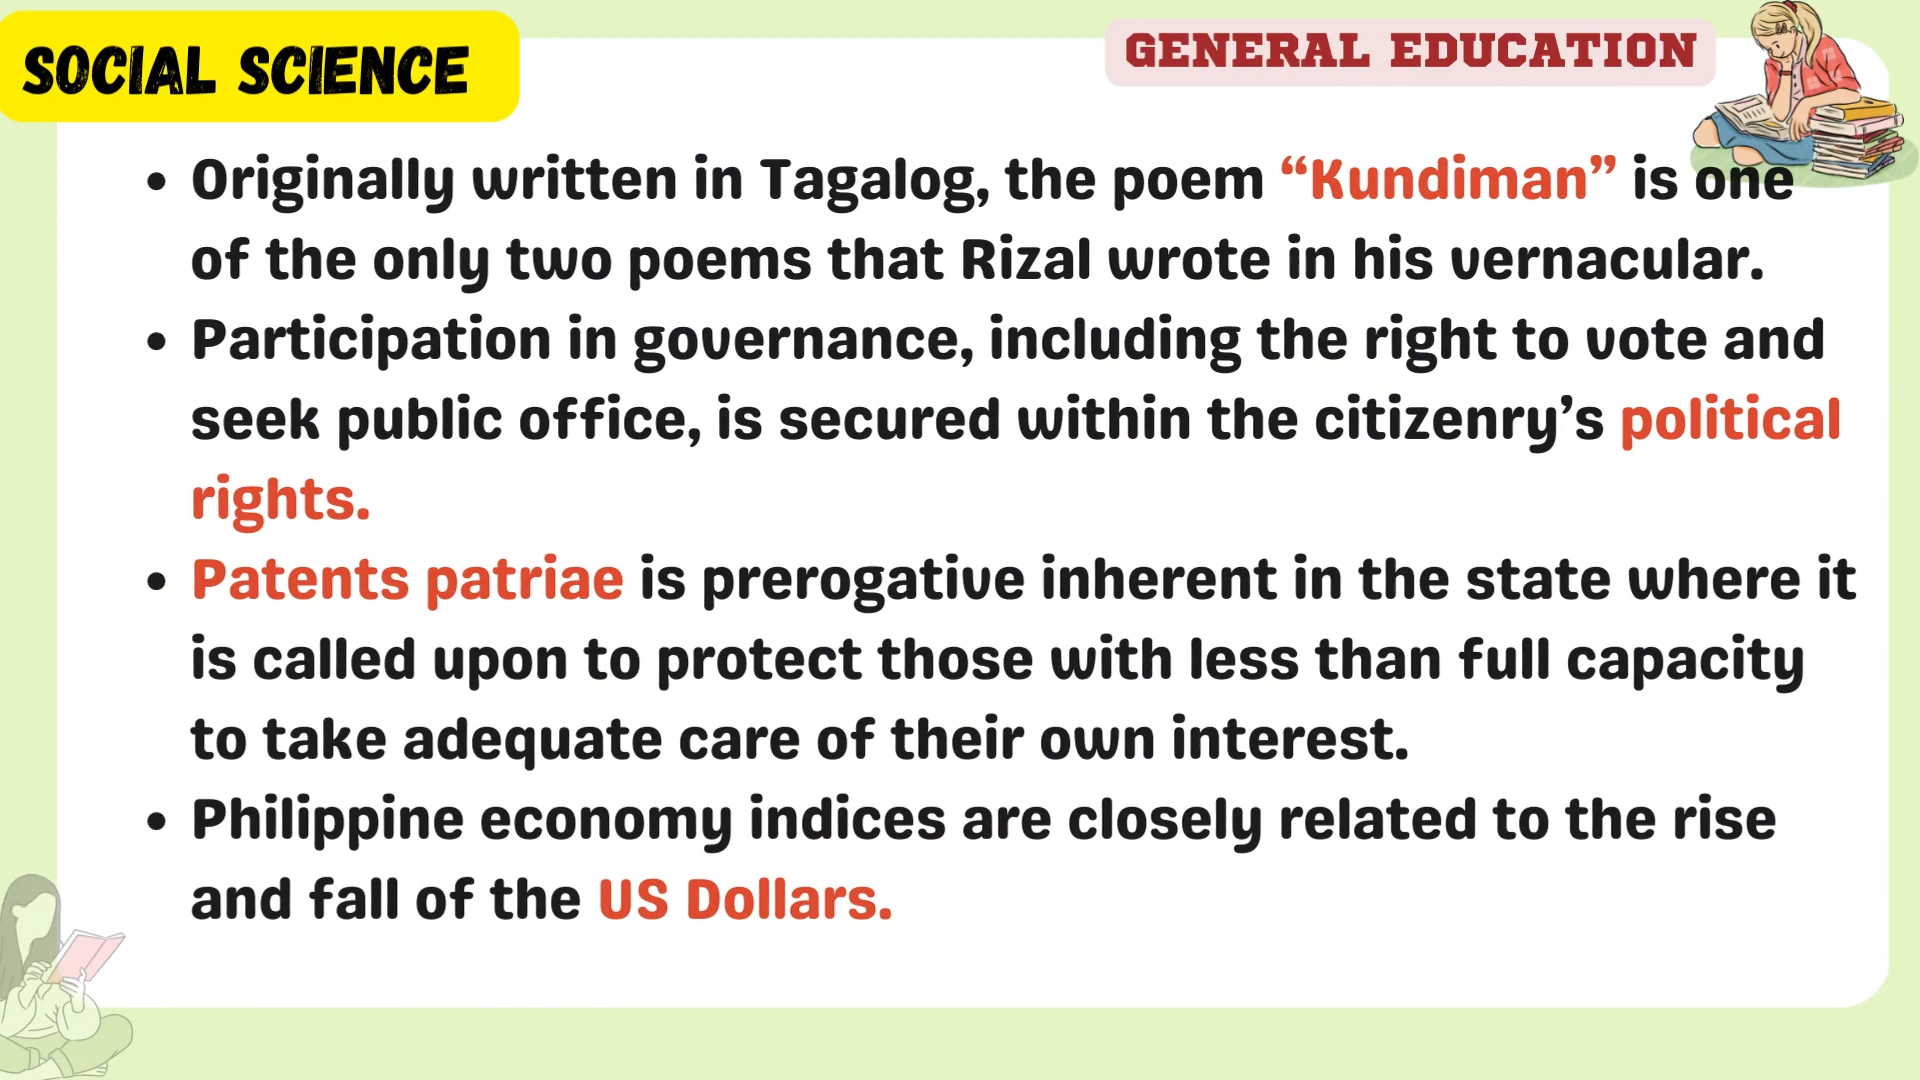 SOCIAL SCIENCE
GENERAL EDUCATION
• Originally written in Tagalog, the poem “Kundiman” is one
of the only two poems that Rizal wrote in his vernacular.
• Participation in governance, including the right to vote and
seek public office, is secured within the citizenry’s political
rights.
• Patents patriae is prerogative inherent in the state where it
is called upon to protect those with less than full capacity
to take adequate care of their own interest.
• Philippine economy indices are closely related to the rise
and fall of the US Dollars.